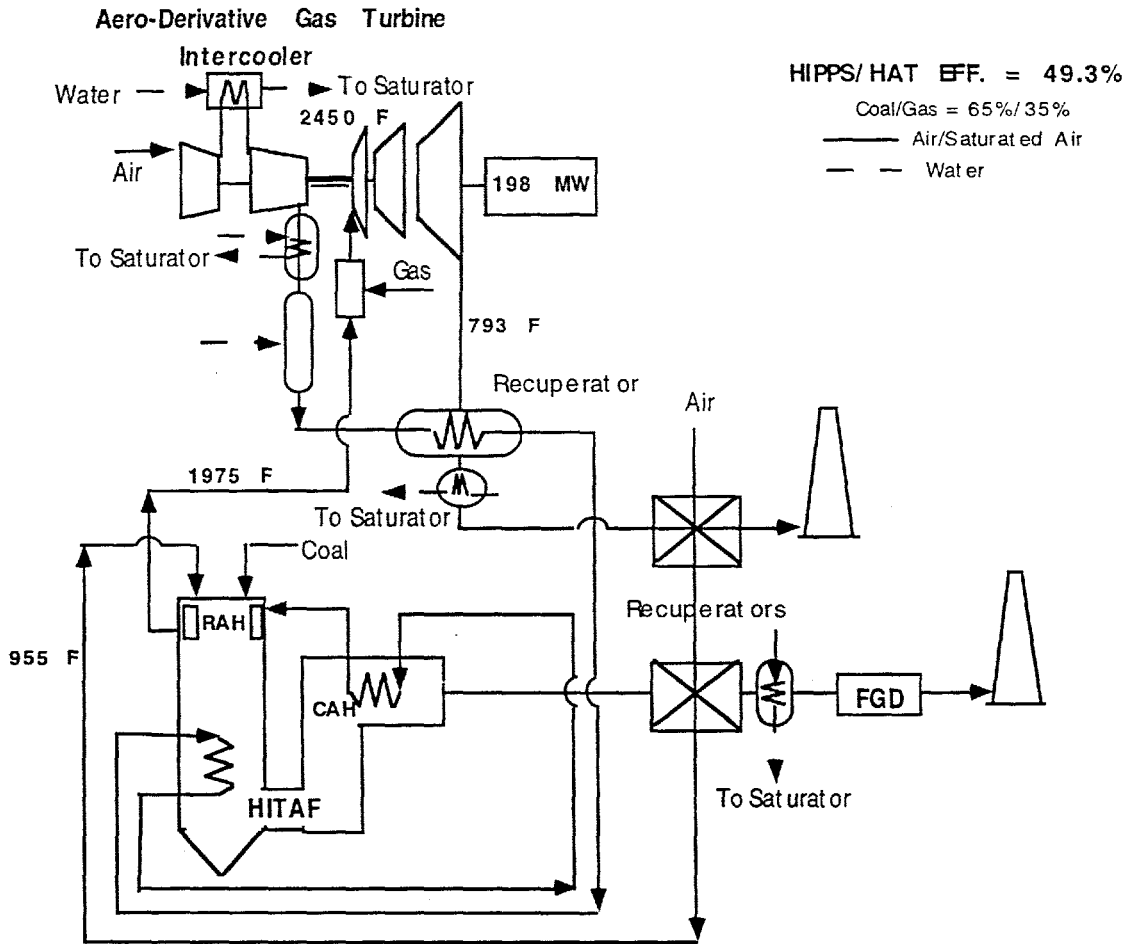 Aero-Derivative Gas Turbine
Intercooler
Water
To Saturator
2450 F
HIPPS/HAT EFF. = 49.3%
Coal/Gas = 65%/35%
Air/Saturated Air
Water
Air
198 MW
To Saturator
Gas
793 F
Recuperator
Air
1975 F
To Saturator
Coal
RAH
Recuperators
955 F
CAH
FGD
HITAF
To Saturator